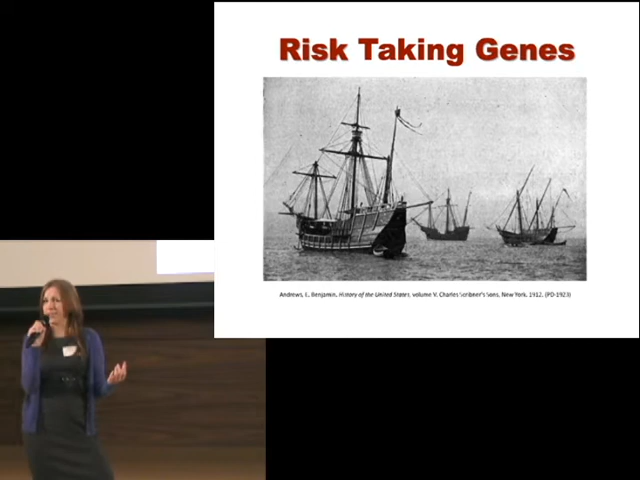 Risk Taking Genes
Andrews, E. Benjamin. History of the United States, volume V. Charles Scribner's Sons, New York. 1912. (PD-1923)